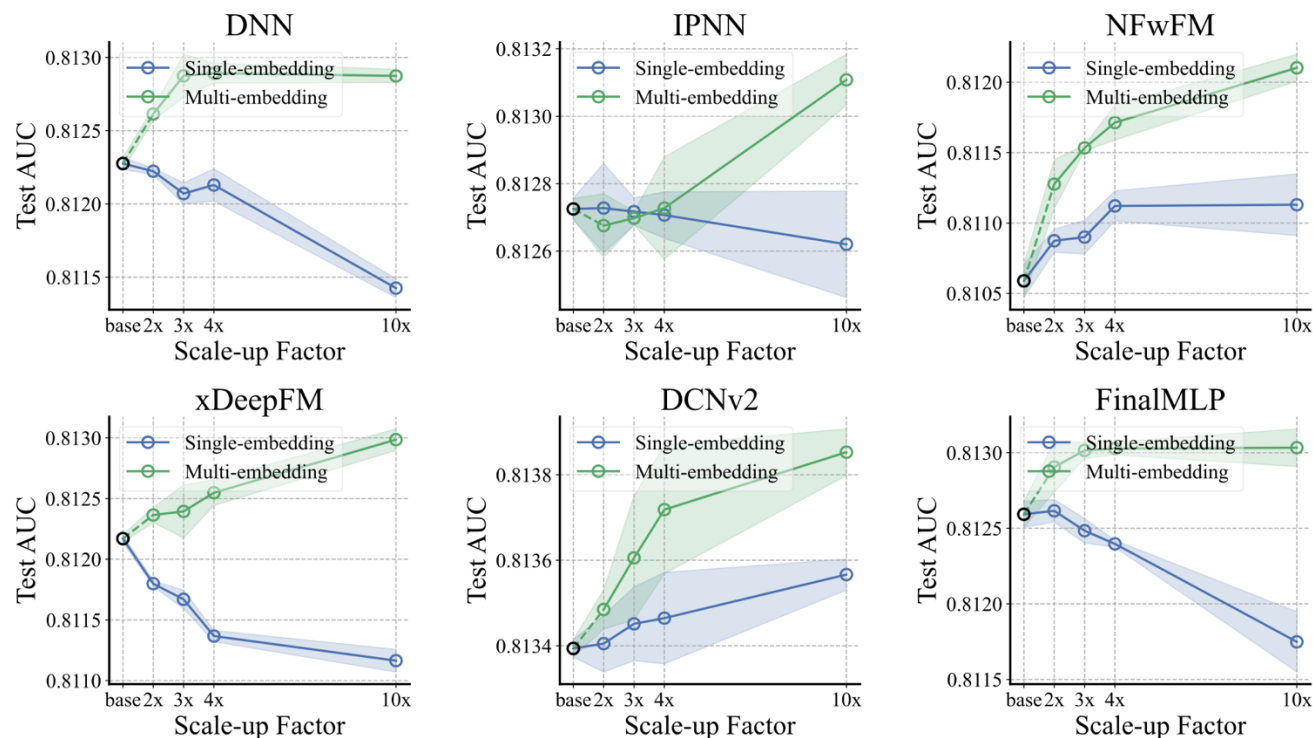 DNN
Test AUC
0.8130
0.8125
0.8120
0.8115
Single-embedding
Multi-embedding
base 2x 3x 4x 10x
Scale-up Factor
IPNN
Test AUC
0.8132
0.8130
0.8128
0.8126
Single-embedding
Multi-embedding
base 2x 3x 4x 10x
Scale-up Factor
NFwFM
Test AUC
0.8120
0.8115
0.8110
0.8105
Single-embedding
Multi-embedding
base 2x 3x 4x 10x
Scale-up Factor
xDeepFM
Test AUC
0.8130
0.8125
0.8120
0.8115
0.8110
Single-embedding
Multi-embedding
base 2x 3x 4x 10x
Scale-up Factor
DCNv2
Test AUC
0.8138
0.8136
0.8134
Single-embedding
Multi-embedding
base 2x 3x 4x 10x
Scale-up Factor
FinalMLP
Test AUC
0.8130
0.8125
0.8120
0.8115
Single-embedding
Multi-embedding
base 2x 3x 4x 10x
Scale-up Factor